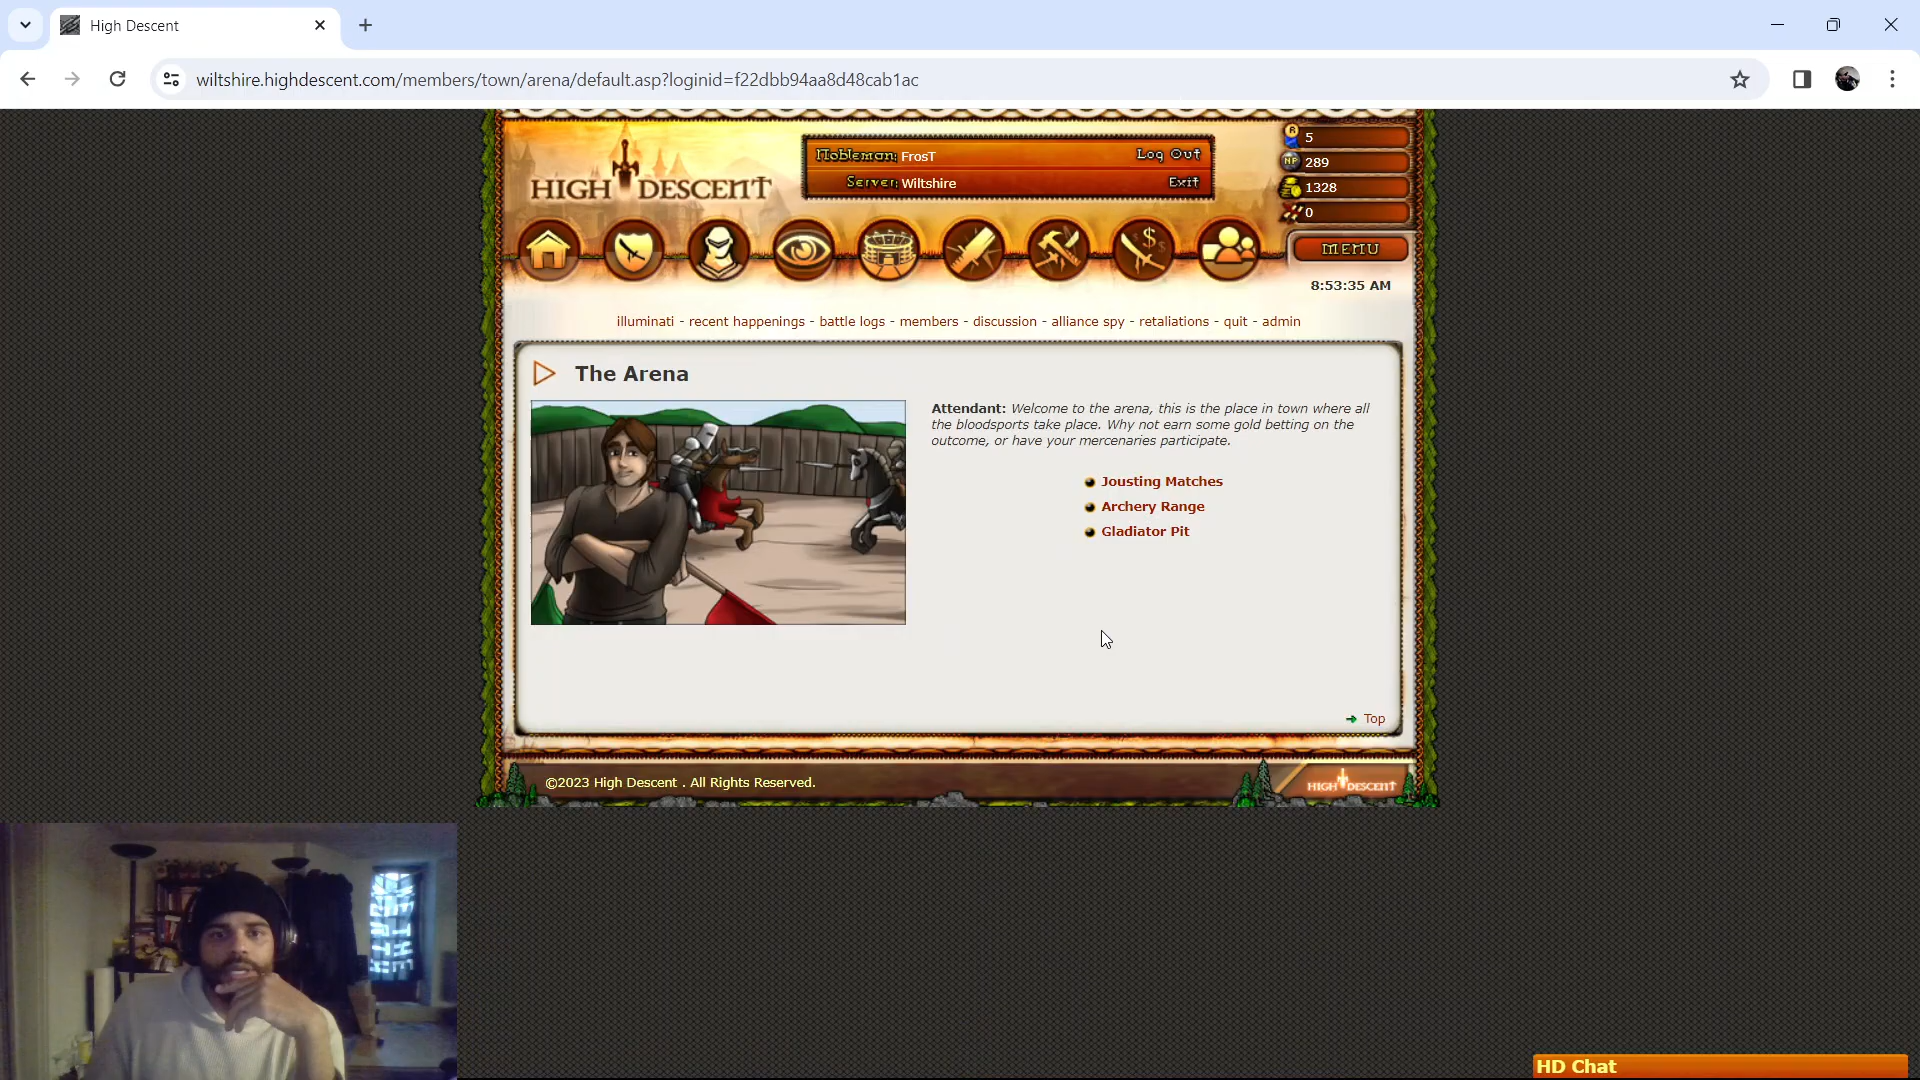 High Descent
wiltshire.highdescent.com/members/town/arena/default.asp?loginid=f22dbb94aa8d48cab1ac
HIGH DESCENT
Nobleman: FrosT
Log Out
Server: Wiltshire
Exit
R 5
NP 289
1328
0
MENU
8:53:35 AM
illuminati - recent happenings - battle logs - members - discussion - alliance spy - retaliations - quit - admin
The Arena
Attendant: Welcome to the arena, this is the place in town where all
the bloodsports take place. Why not earn some gold betting on the
outcome, or have your mercenaries participate.
Jousting Matches
Archery Range
Gladiator Pit
Top
©2023 High Descent . All Rights Reserved.
HIGH DESCENT
HD Chat